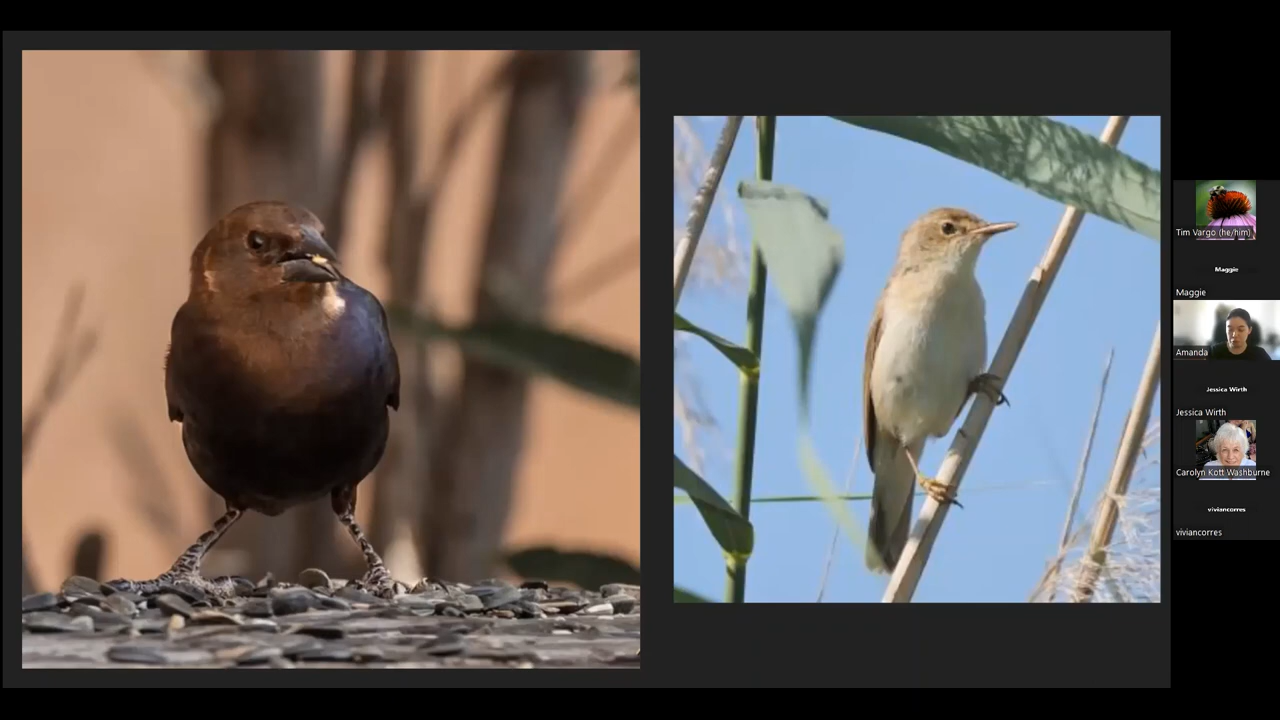 Tim Vargo (he/him)
Maggie
Maggie
Amanda
Jessica Wirth
Jessica Wirth
Carolyn Kott Washburne
viviancorres
viviancorres